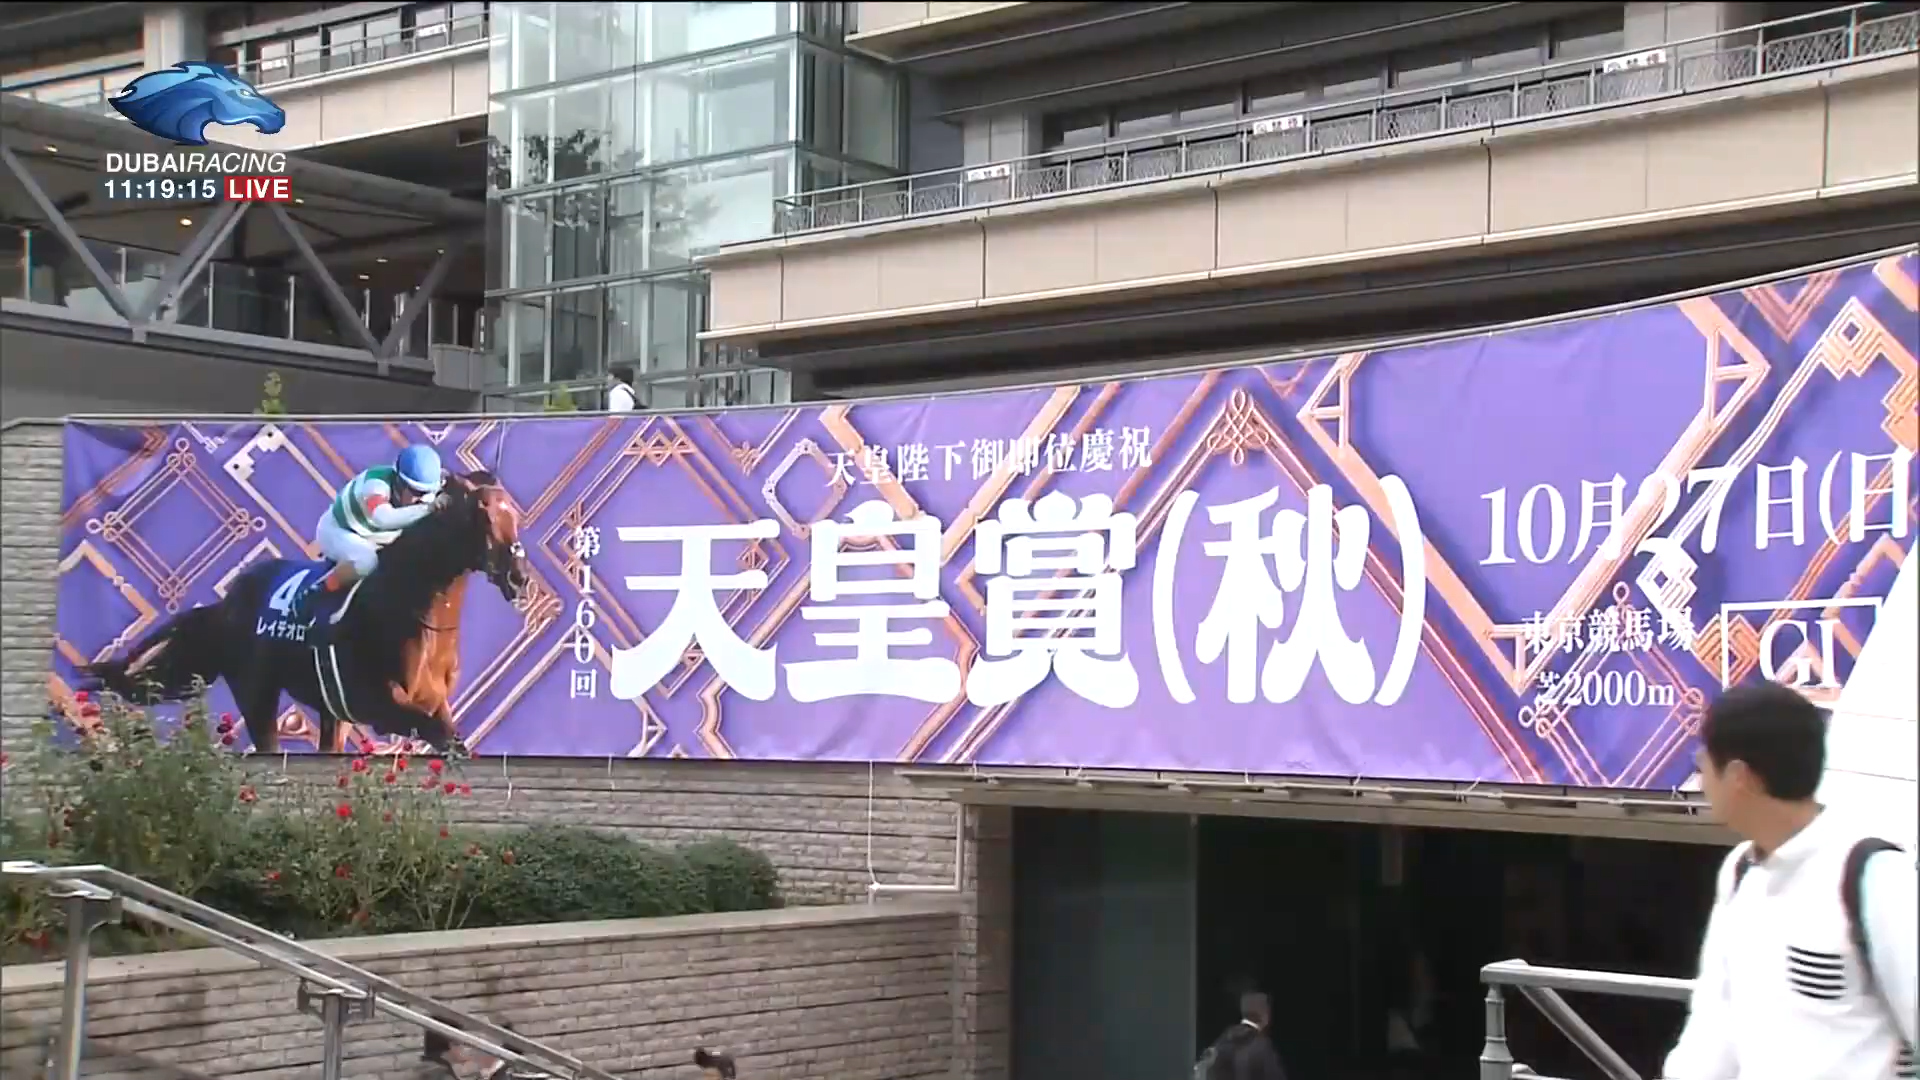 DUBAIRACING
11:19:15 LIVE
天皇陛下御即位慶祝
第160回
天皇賞(秋)
10月27日(日
東京競馬場
芝2000m
GI
4
レイデオロ